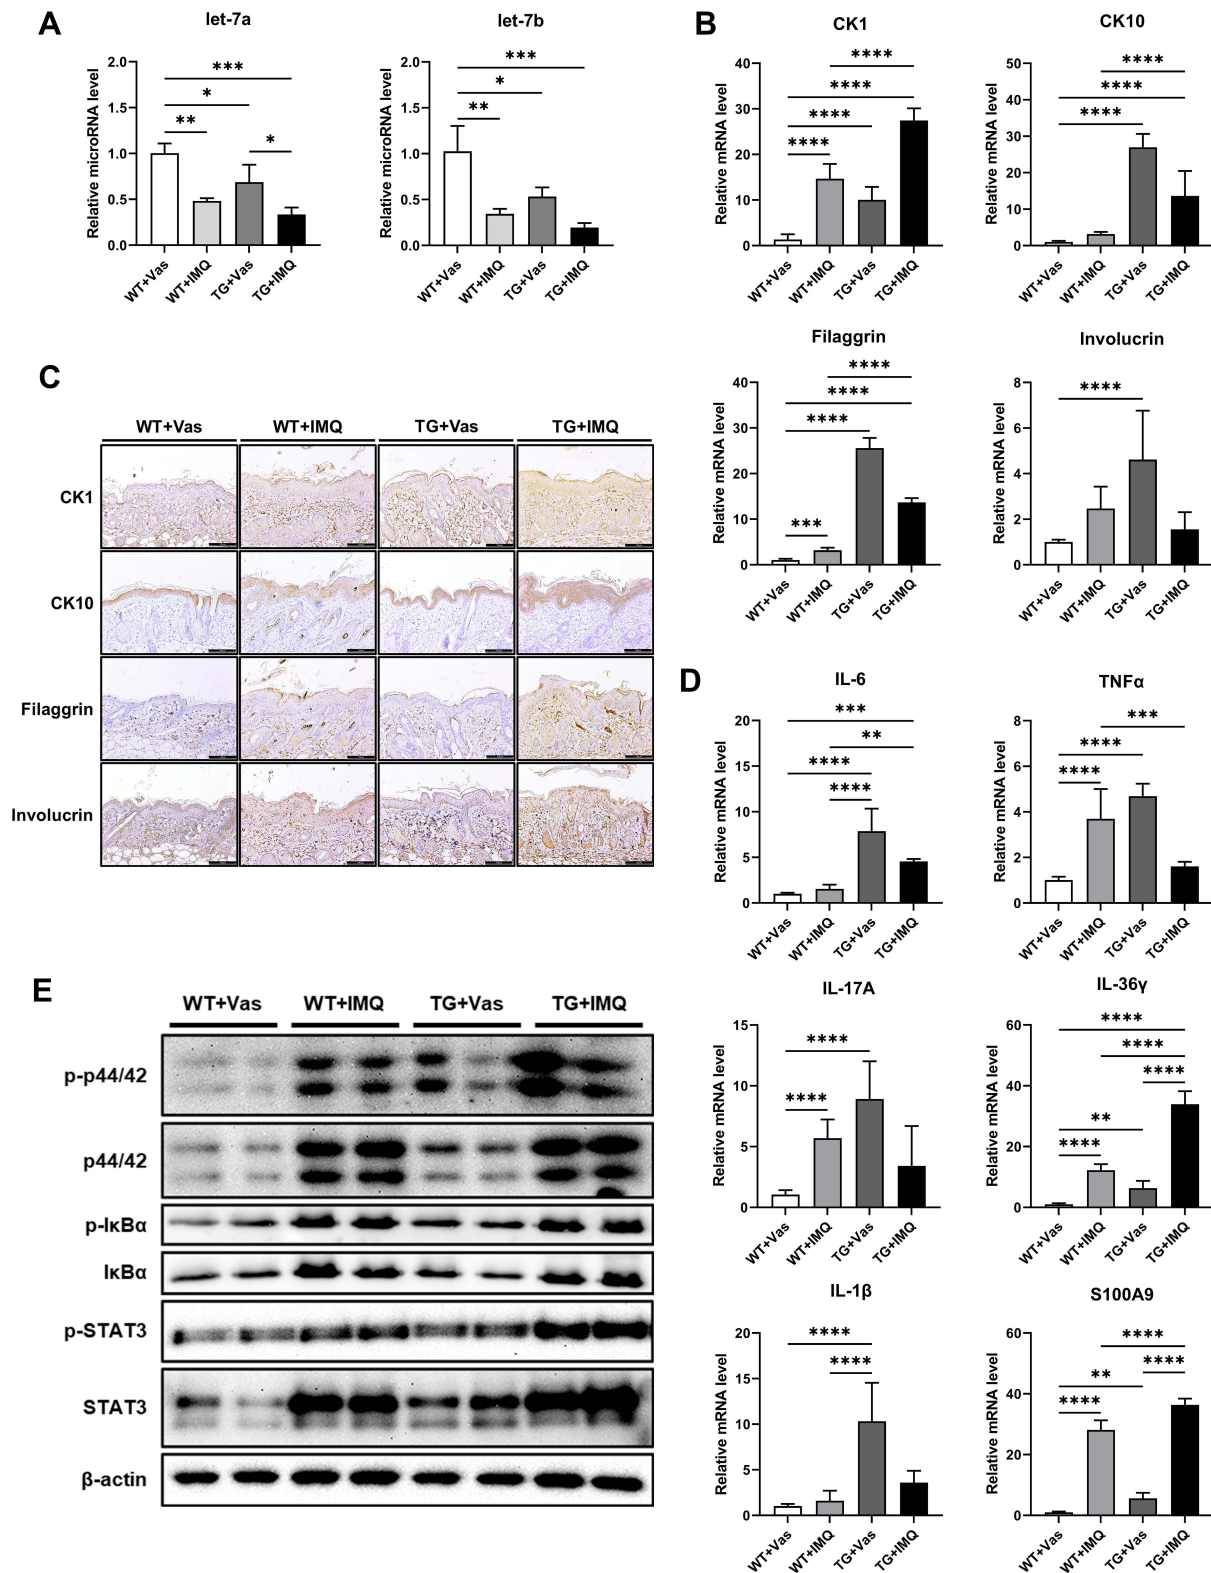 A
let-7a
Relative microRNA level
2.0
1.5
1.0
0.5
0.0
***
*
**
*
WT+Vas
WT+IMQ
TG+Vas
TG+IMQ
let-7b
Relative microRNA level
2.0
1.5
1.0
0.5
0.0
***
*
**
WT+Vas
WT+IMQ
TG+Vas
TG+IMQ
B
CK1
Relative mRNA level
40
30
20
10
0
****
****
****
****
WT+Vas
WT+IMQ
TG+Vas
TG+IMQ
CK10
Relative mRNA level
50
40
30
20
10
0
****
****
****
WT+Vas
WT+IMQ
TG+Vas
TG+IMQ
Filaggrin
Relative mRNA level
40
30
20
10
0
****
****
****
***
WT+Vas
WT+IMQ
TG+Vas
TG+IMQ
Involucrin
Relative mRNA level
8
6
4
2
0
****
WT+Vas
WT+IMQ
TG+Vas
TG+IMQ
C
WT+Vas
WT+IMQ
TG+Vas
TG+IMQ
CK1
CK10
Filaggrin
Involucrin
D
IL-6
Relative mRNA level
20
15
10
5
0
***
**
****
****
WT+Vas
WT+IMQ
TG+Vas
TG+IMQ
TNFα
Relative mRNA level
8
6
4
2
0
***
****
****
WT+Vas
WT+IMQ
TG+Vas
TG+IMQ
IL-17A
Relative mRNA level
15
10
5
0
****
****
WT+Vas
WT+IMQ
TG+Vas
TG+IMQ
IL-36γ
Relative mRNA level
60
40
20
0
****
****
****
**
****
WT+Vas
WT+IMQ
TG+Vas
TG+IMQ
IL-1β
Relative mRNA level
20
15
10
5
0
****
****
WT+Vas
WT+IMQ
TG+Vas
TG+IMQ
S100A9
Relative mRNA level
60
40
20
0
****
****
**
****
WT+Vas
WT+IMQ
TG+Vas
TG+IMQ
E
WT+Vas
WT+IMQ
TG+Vas
TG+IMQ
p-p44/42
p44/42
p-IκBα
IκBα
p-STAT3
STAT3
β-actin